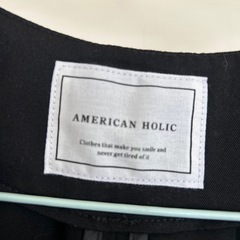 AMERICAN HOLIC
Clothes that make you smile and
never get tired of it